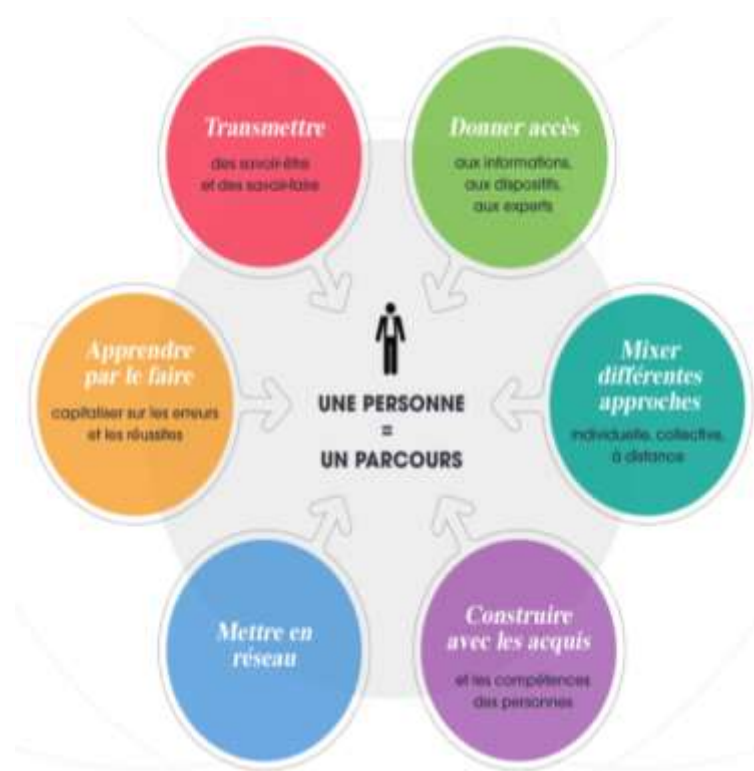 Transmettre
des savoir-être
et des savoir-faire
Donner accès
aux informations,
aux dispositifs,
aux experts
Apprendre
par le faire
capitaliser sur les erreurs
et les réussites
UNE PERSONNE
=
UN PARCOURS
Mixer
différentes
approches
individuelle, collective,
à distance
Mettre en
réseau
Construire
avec les acquis
et les compétences
des personnes